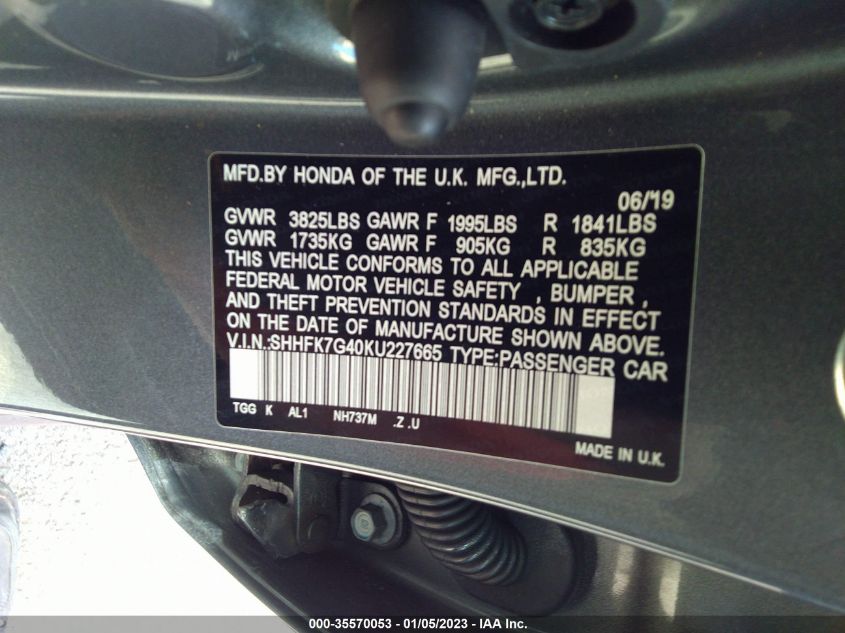 MFD.BY HONDA OF THE U.K. MFG.,LTD.
06/'19
GVWR 3825LBS GAWR F 1995LBS R 1841LBS
GVWR 1735KG GAWR F 905KG R 835KG
THIS VEHICLE CONFORMS TO ALL APPLICABLE
FEDERAL MOTOR VEHICLE SAFETY , BUMPER ,
AND THEFT PREVENTION STANDARDS IN EFFECT
ON THE DATE OF MANUFACTURE SHOWN ABOVE.
V.I.N.:SHHFK7G40KU227665 TYPE:PASSENGER CAR
TGG K AL1 NH737M .Z .U
MADE IN U.K.
000-35570053 - 01/05/2023 - IAA Inc.